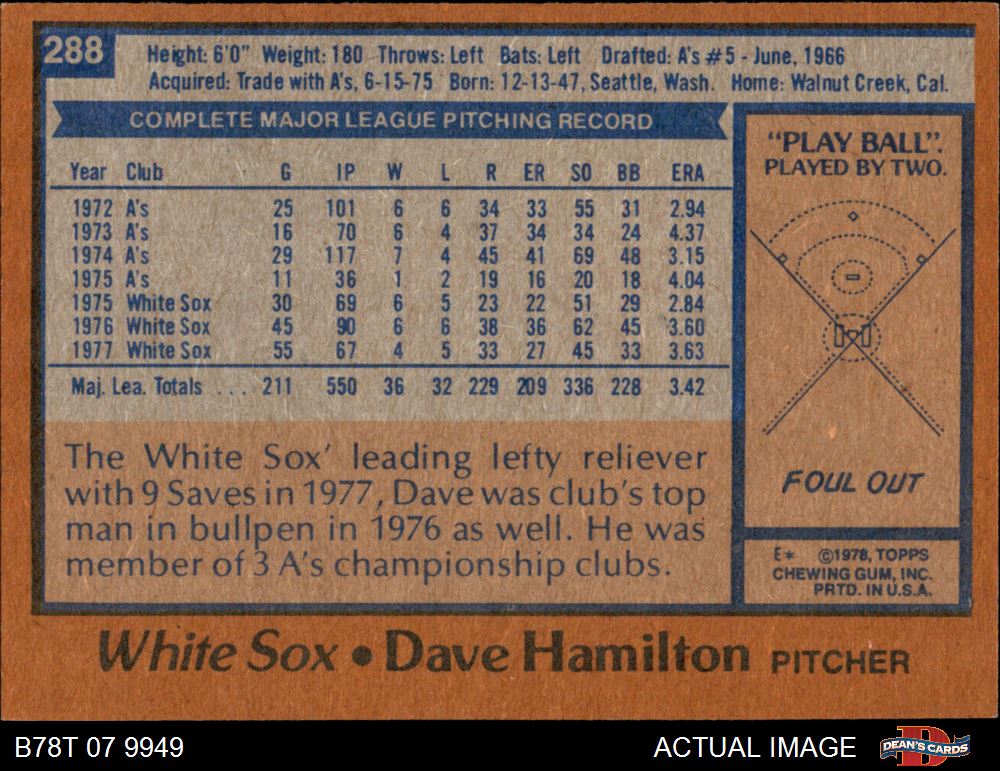 288
Height: 6'0" Weight: 180 Throws: Left Bats: Left Drafted: A's #5 - June, 1966
Acquired: Trade with A's, 6-15-75 Born: 12-13-47, Seattle, Wash. Home: Walnut Creek, Cal.
COMPLETE MAJOR LEAGUE PITCHING RECORD
Year Club G IP W L R ER SO BB ERA
1972 A's 25 101 6 6 34 33 55 31 2.94
1973 A's 16 70 6 4 37 34 34 24 4.37
1974 A's 29 117 7 4 45 41 69 48 3.15
1975 A's 11 36 1 2 19 16 20 18 4.04
1975 White Sox 30 69 6 5 23 22 51 29 2.84
1976 White Sox 45 90 6 6 38 36 62 45 3.60
1977 White Sox 55 67 4 5 33 27 45 33 3.63
Maj. Lea. Totals .... 211 550 36 32 229 209 336 228 3.42
The White Sox' leading lefty reliever
with 9 Saves in 1977, Dave was club's top
man in bullpen in 1976 as well. He was
member of 3 A's championship clubs.
"PLAY BALL".
PLAYED BY TWO.
FOUL OUT
E* ©1978, TOPPS
CHEWING GUM, INC.
PRTD. IN U.S.A.
White Sox • Dave Hamilton PITCHER
B78T 07 9949 ACTUAL IMAGE DEAN'S CARDS